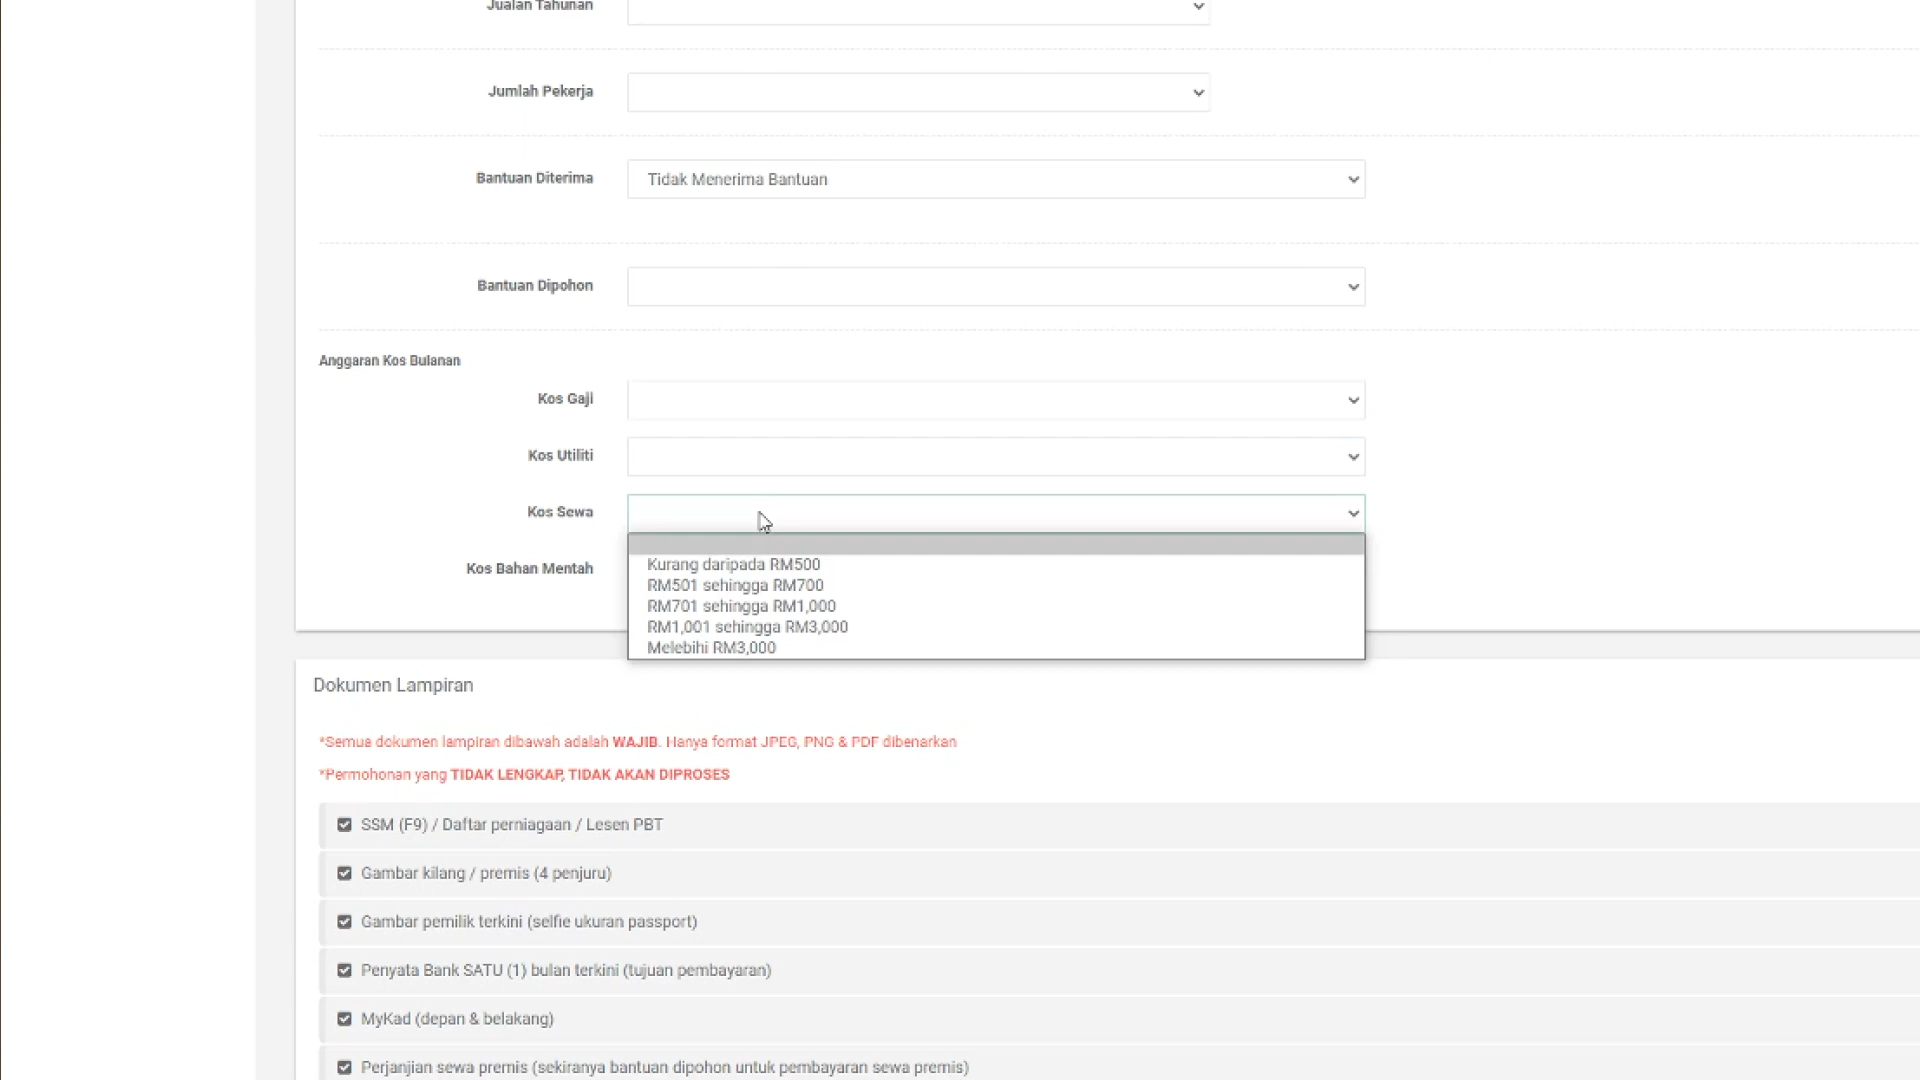 Jualan Tahunan
Jumlah Pekerja
Bantuan Diterima
Tidak Menerima Bantuan
Bantuan Dipohon
Anggaran Kos Bulanan
Kos Gaji
Kos Utiliti
Kos Sewa
Kos Bahan Mentah
Kurang daripada RM500
RM501 sehingga RM700
RM701 sehingga RM1,000
RM1,001 sehingga RM3,000
Melebihi RM3,000
Dokumen Lampiran
*Semua dokumen lampiran dibawah adalah WAJIB. Hanya format JPEG, PNG & PDF dibenarkan
*Permohonan yang TIDAK LENGKAP, TIDAK AKAN DIPROSES
SSM (F9) / Daftar perniagaan / Lesen PBT
Gambar kilang / premis (4 penjuru)
Gambar pemilik terkini (selfie ukuran passport)
Penyata Bank SATU (1) bulan terkini (tujuan pembayaran)
MyKad (depan & belakang)
Perjanjian sewa premis (sekiranya bantuan dipohon untuk pembayaran sewa premis)